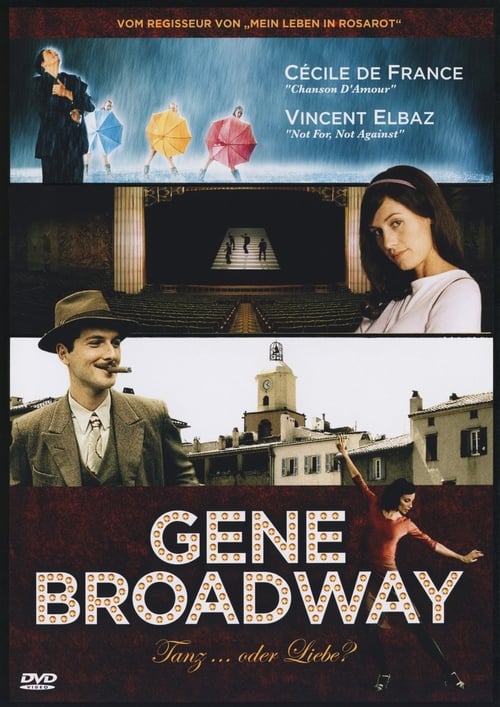 VOM REGISSEUR VON „MEIN LEBEN IN ROSAROT“
CÉCILE DE FRANCE
"Chanson D'Amour"
VINCENT ELBAZ
"Not For, Not Against"
GENE
BROADWAY
Tanz ... oder Liebe?
DVD
VIDEO